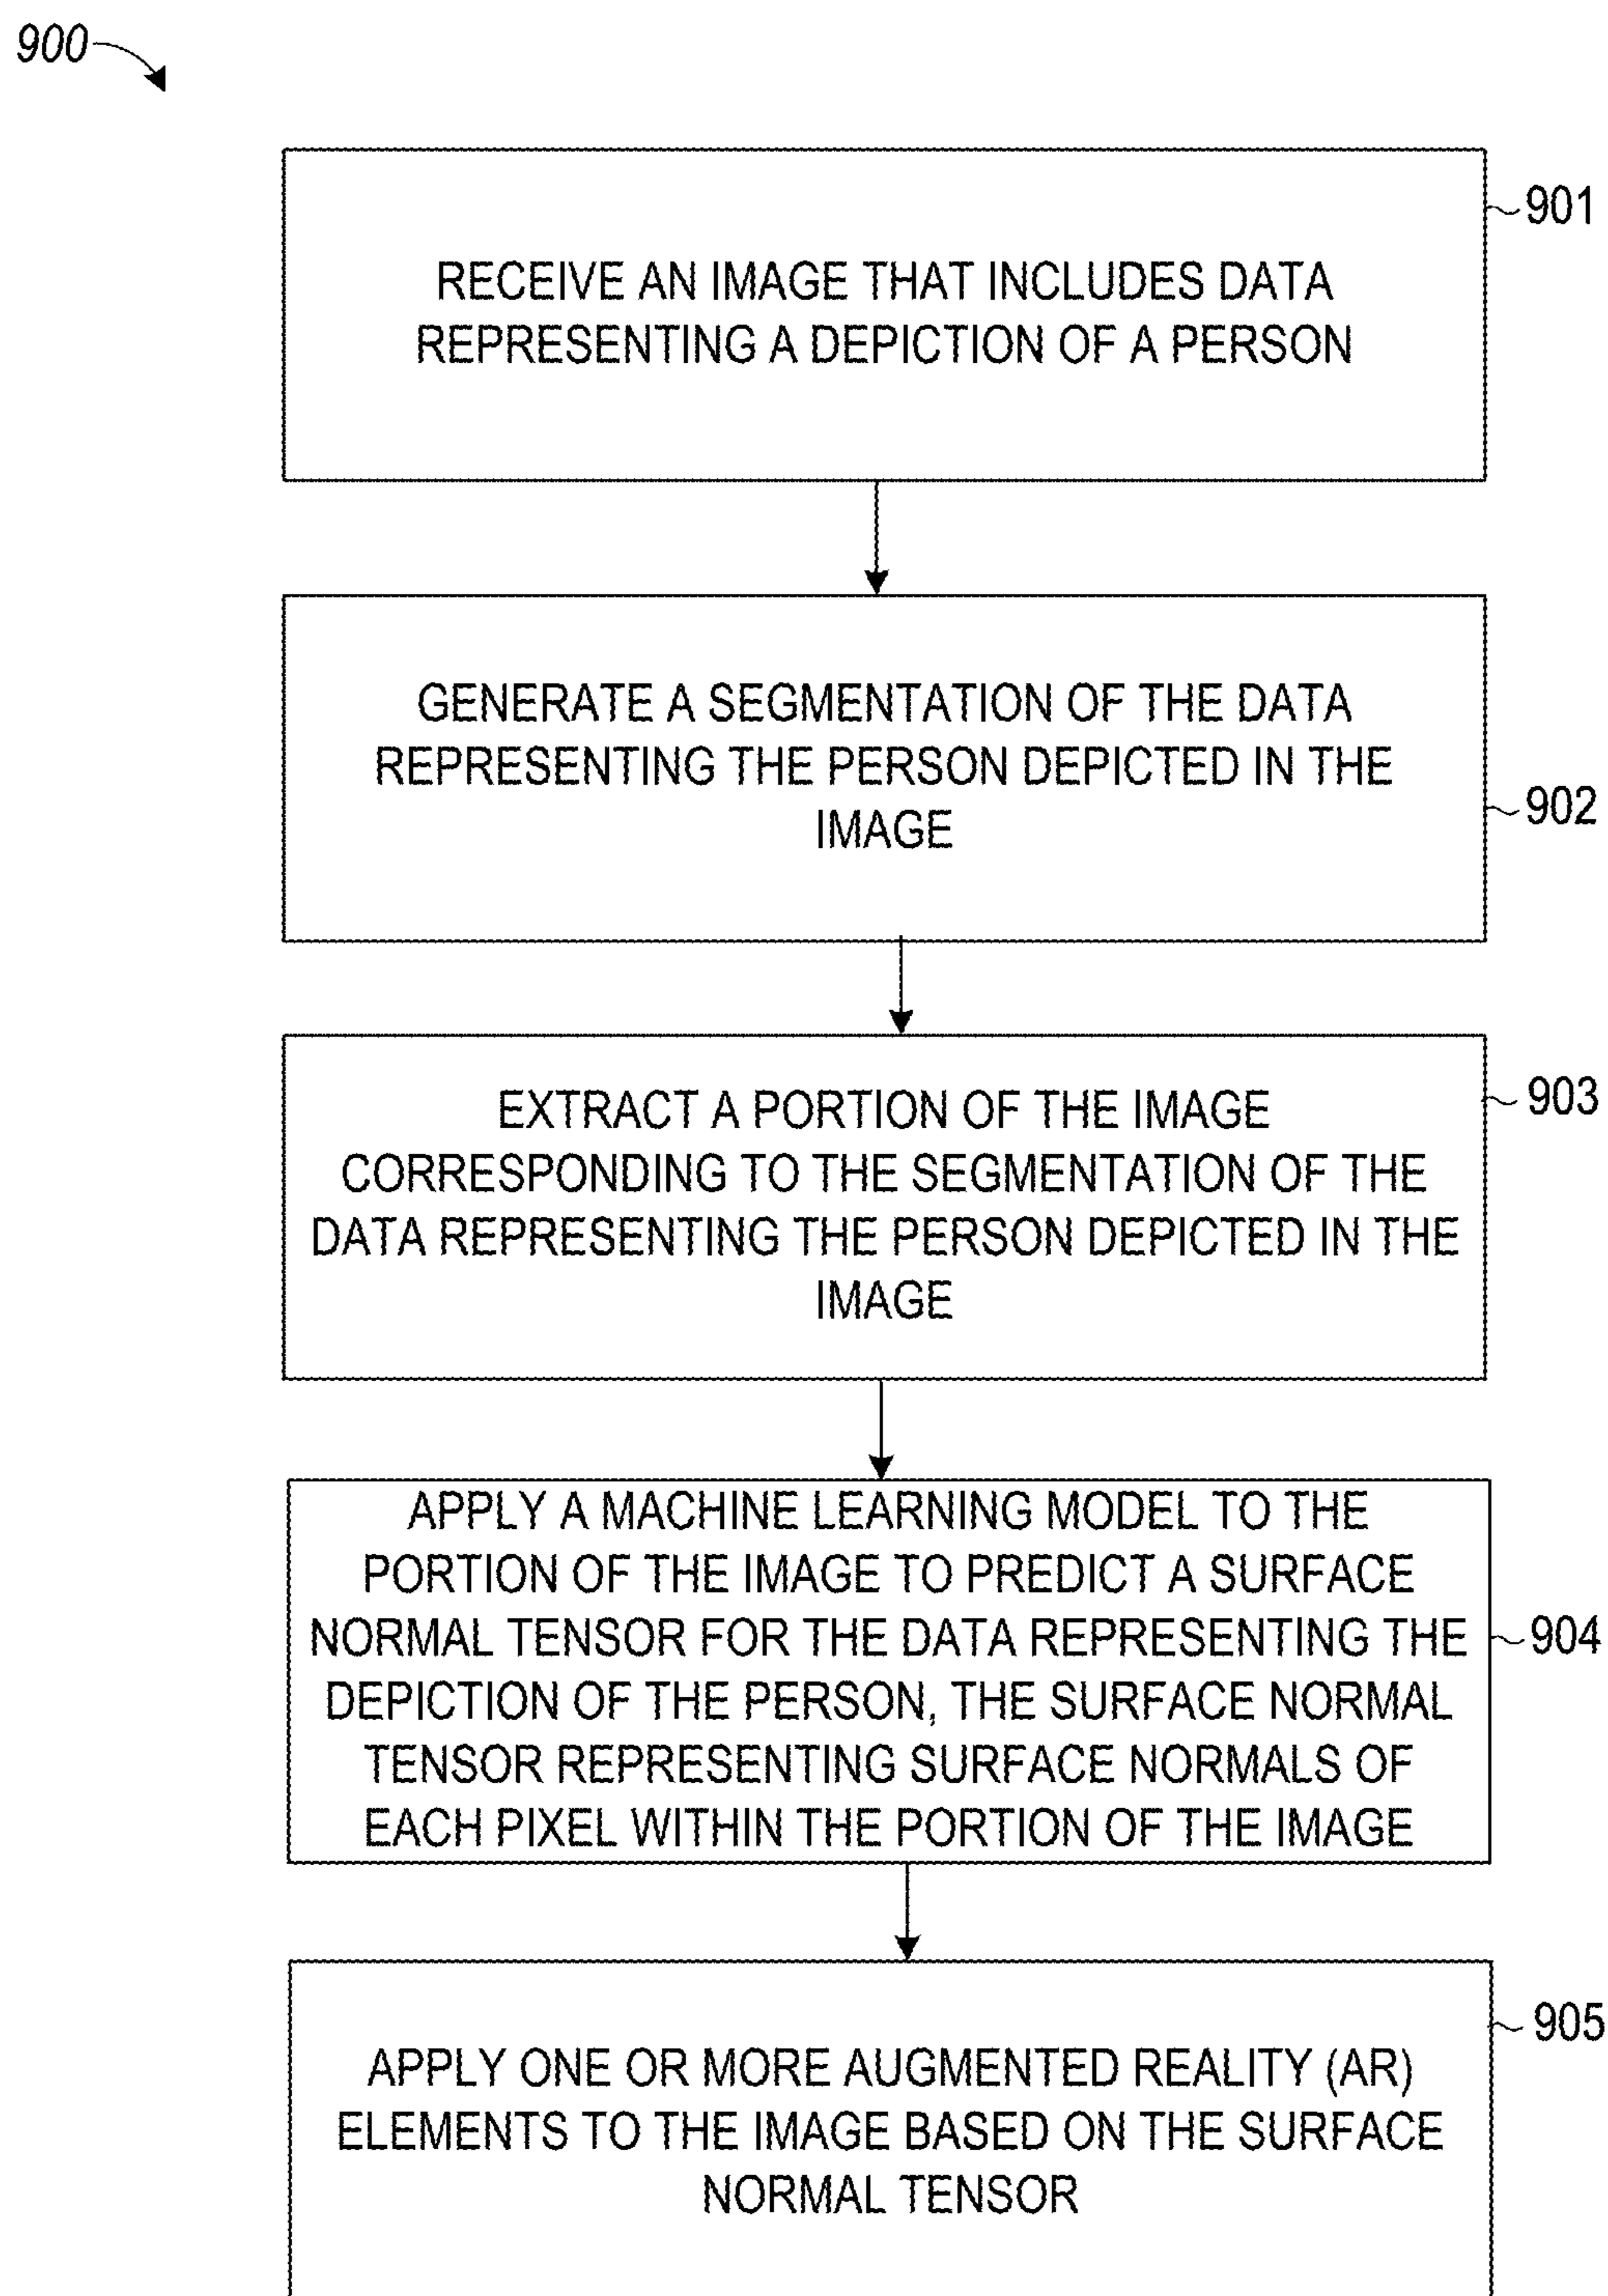 900
RECEIVE AN IMAGE THAT INCLUDES DATA
REPRESENTING A DEPICTION OF A PERSON
901
GENERATE A SEGMENTATION OF THE DATA
REPRESENTING THE PERSON DEPICTED IN THE
IMAGE
902
EXTRACT A PORTION OF THE IMAGE
CORRESPONDING TO THE SEGMENTATION OF THE
DATA REPRESENTING THE PERSON DEPICTED IN THE
IMAGE
903
APPLY A MACHINE LEARNING MODEL TO THE
PORTION OF THE IMAGE TO PREDICT A SURFACE
NORMAL TENSOR FOR THE DATA REPRESENTING THE
DEPICTION OF THE PERSON, THE SURFACE NORMAL
TENSOR REPRESENTING SURFACE NORMALS OF
EACH PIXEL WITHIN THE PORTION OF THE IMAGE
904
APPLY ONE OR MORE AUGMENTED REALITY (AR)
ELEMENTS TO THE IMAGE BASED ON THE SURFACE
NORMAL TENSOR
905